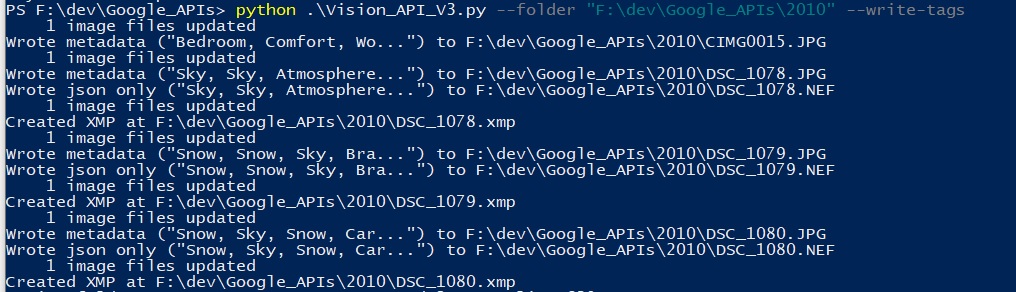 PS F:\dev\Google_APIs> python .\Vision_API_V3.py --folder "F:\dev\Google_APIs\2010" --write-tags
    1 image files updated
Wrote metadata ("Bedroom, Comfort, Wo...") to F:\dev\Google_APIs\2010\CIMG0015.JPG
    1 image files updated
Wrote metadata ("Sky, Sky, Atmosphere...") to F:\dev\Google_APIs\2010\DSC_1078.JPG
Wrote json only ("Sky, Sky, Atmosphere...") to F:\dev\Google_APIs\2010\DSC_1078.NEF
    1 image files updated
Created XMP at F:\dev\Google_APIs\2010\DSC_1078.xmp
    1 image files updated
Wrote metadata ("Snow, Snow, Sky, Bra...") to F:\dev\Google_APIs\2010\DSC_1079.JPG
Wrote json only ("Snow, Snow, Sky, Bra...") to F:\dev\Google_APIs\2010\DSC_1079.NEF
    1 image files updated
Created XMP at F:\dev\Google_APIs\2010\DSC_1079.xmp
    1 image files updated
Wrote metadata ("Snow, Sky, Snow, Car...") to F:\dev\Google_APIs\2010\DSC_1080.JPG
Wrote json only ("Snow, Sky, Snow, Car...") to F:\dev\Google_APIs\2010\DSC_1080.NEF
    1 image files updated
Created XMP at F:\dev\Google_APIs\2010\DSC_1080.xmp